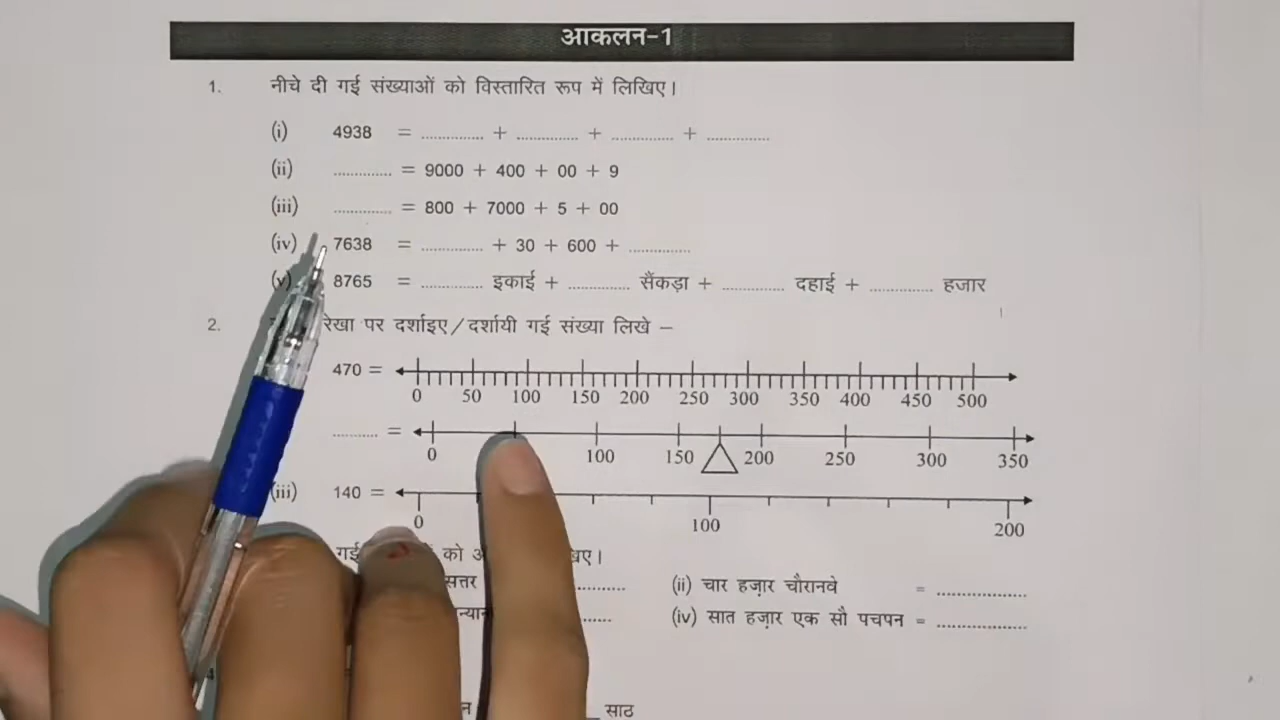 आकलन-1
1. नीचे दी गई संख्याओं को विस्तारित रूप में लिखिए।
(i) 4938 = .............. + .............. + .............. + ..............
(ii) ............. = 9000 + 400 + 00 + 9
(iii) ............. = 800 + 7000 + 5 + 00
(iv) 7638 = .............. + 30 + 600 + ..............
(v) 8765 = .............. इकाई + .............. सैंकड़ा + .............. दहाई + .............. हजार
2. रेखा पर दर्शाइए/दर्शायी गई संख्या लिखे –
470 =
0 50 100 150 200 250 300 350 400 450 500
.......... =
0 100 150 200 250 300 350
(iii) 140 =
0 100 200
गई को
सत्तर .............. (ii) चार हज़ार चौरानवे = ....................
.............. (iv) सात हज़ार एक सौ पचपन = ....................
साठ